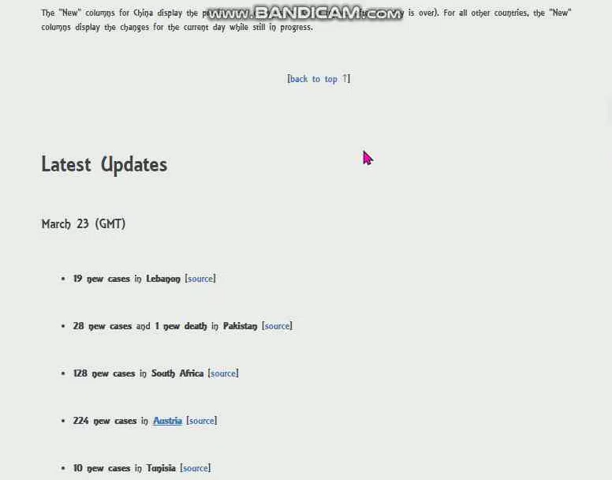 www.BANDICAM.com
The "New" columns for China display the p is over). For all other countries, the "New"
columns display the changes for the current day while still in progress.
[back to top ↑]
Latest Updates
March 23 (GMT)
• 19 new cases in Lebanon [source]
• 28 new cases and 1 new death in Pakistan [source]
• 128 new cases in South Africa [source]
• 224 new cases in Austria [source]
• 10 new cases in Tunisia [source]